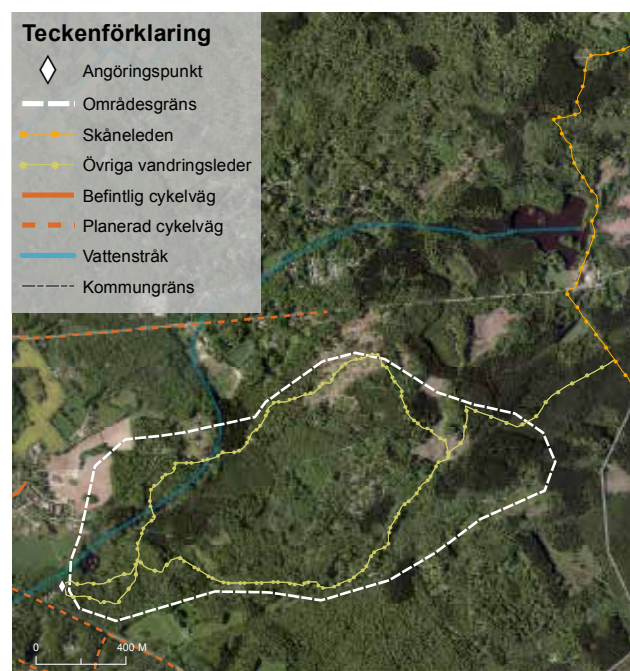 Teckenförklaring
Angöringspunkt
Områdesgräns
Skåneleden
Övriga vandringsleder
Befintlig cykelväg
Planerad cykelväg
Vattenstråk
Kommungräns
0 400 M